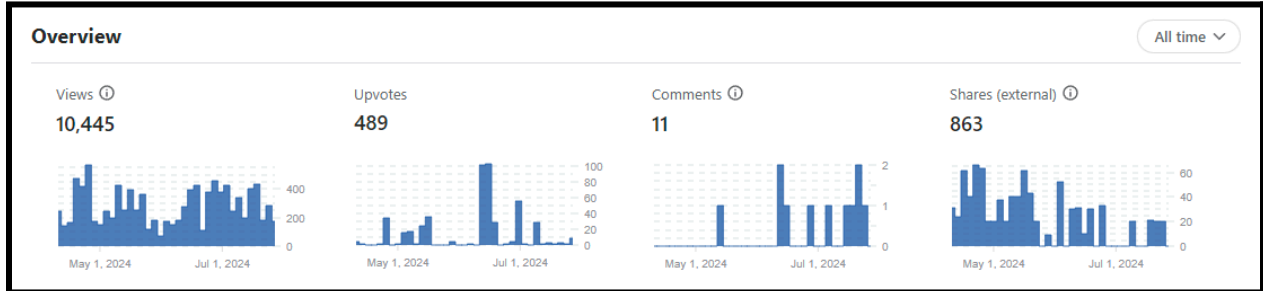 Overview
All time
Views
10,445
400
200
0
May 1, 2024 Jul 1, 2024
Upvotes
489
100
80
60
40
20
0
May 1, 2024 Jul 1, 2024
Comments
11
2
1
0
May 1, 2024 Jul 1, 2024
Shares (external)
863
60
40
20
0
May 1, 2024 Jul 1, 2024